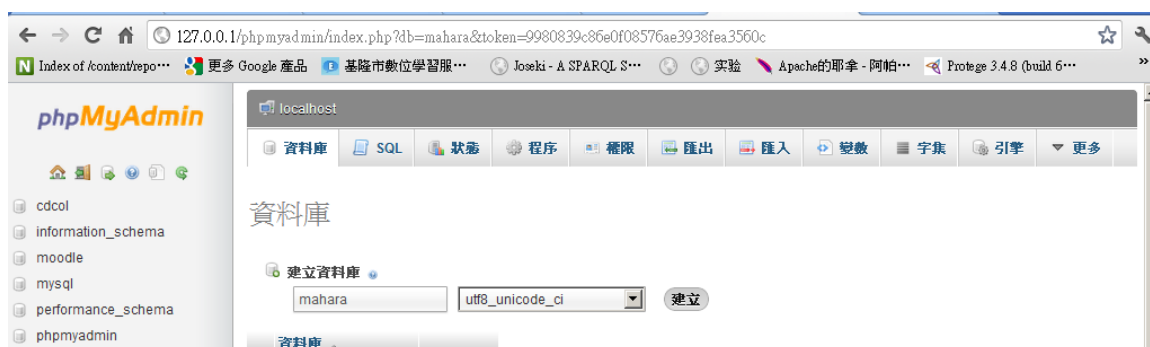 127.0.0.1/phpmyadmin/index.php?db=mahara&token=9980839c86e0f08576ae3938fea3560c
Index of /content/repo… 更多 Google 產品 基隆市數位學習服… Joseki - A SPARQL S… 实验 Apache的耶拿 - 阿帕… Protege 3.4.8 (build 6… »
phpMyAdmin
localhost
資料庫 SQL 狀態 程序 權限 匯出 匯入 變數 字集 引擎 更多
cdcol
information_schema
moodle
mysql
performance_schema
phpmyadmin
資料庫
建立資料庫
mahara utf8_unicode_ci 建立
資料庫